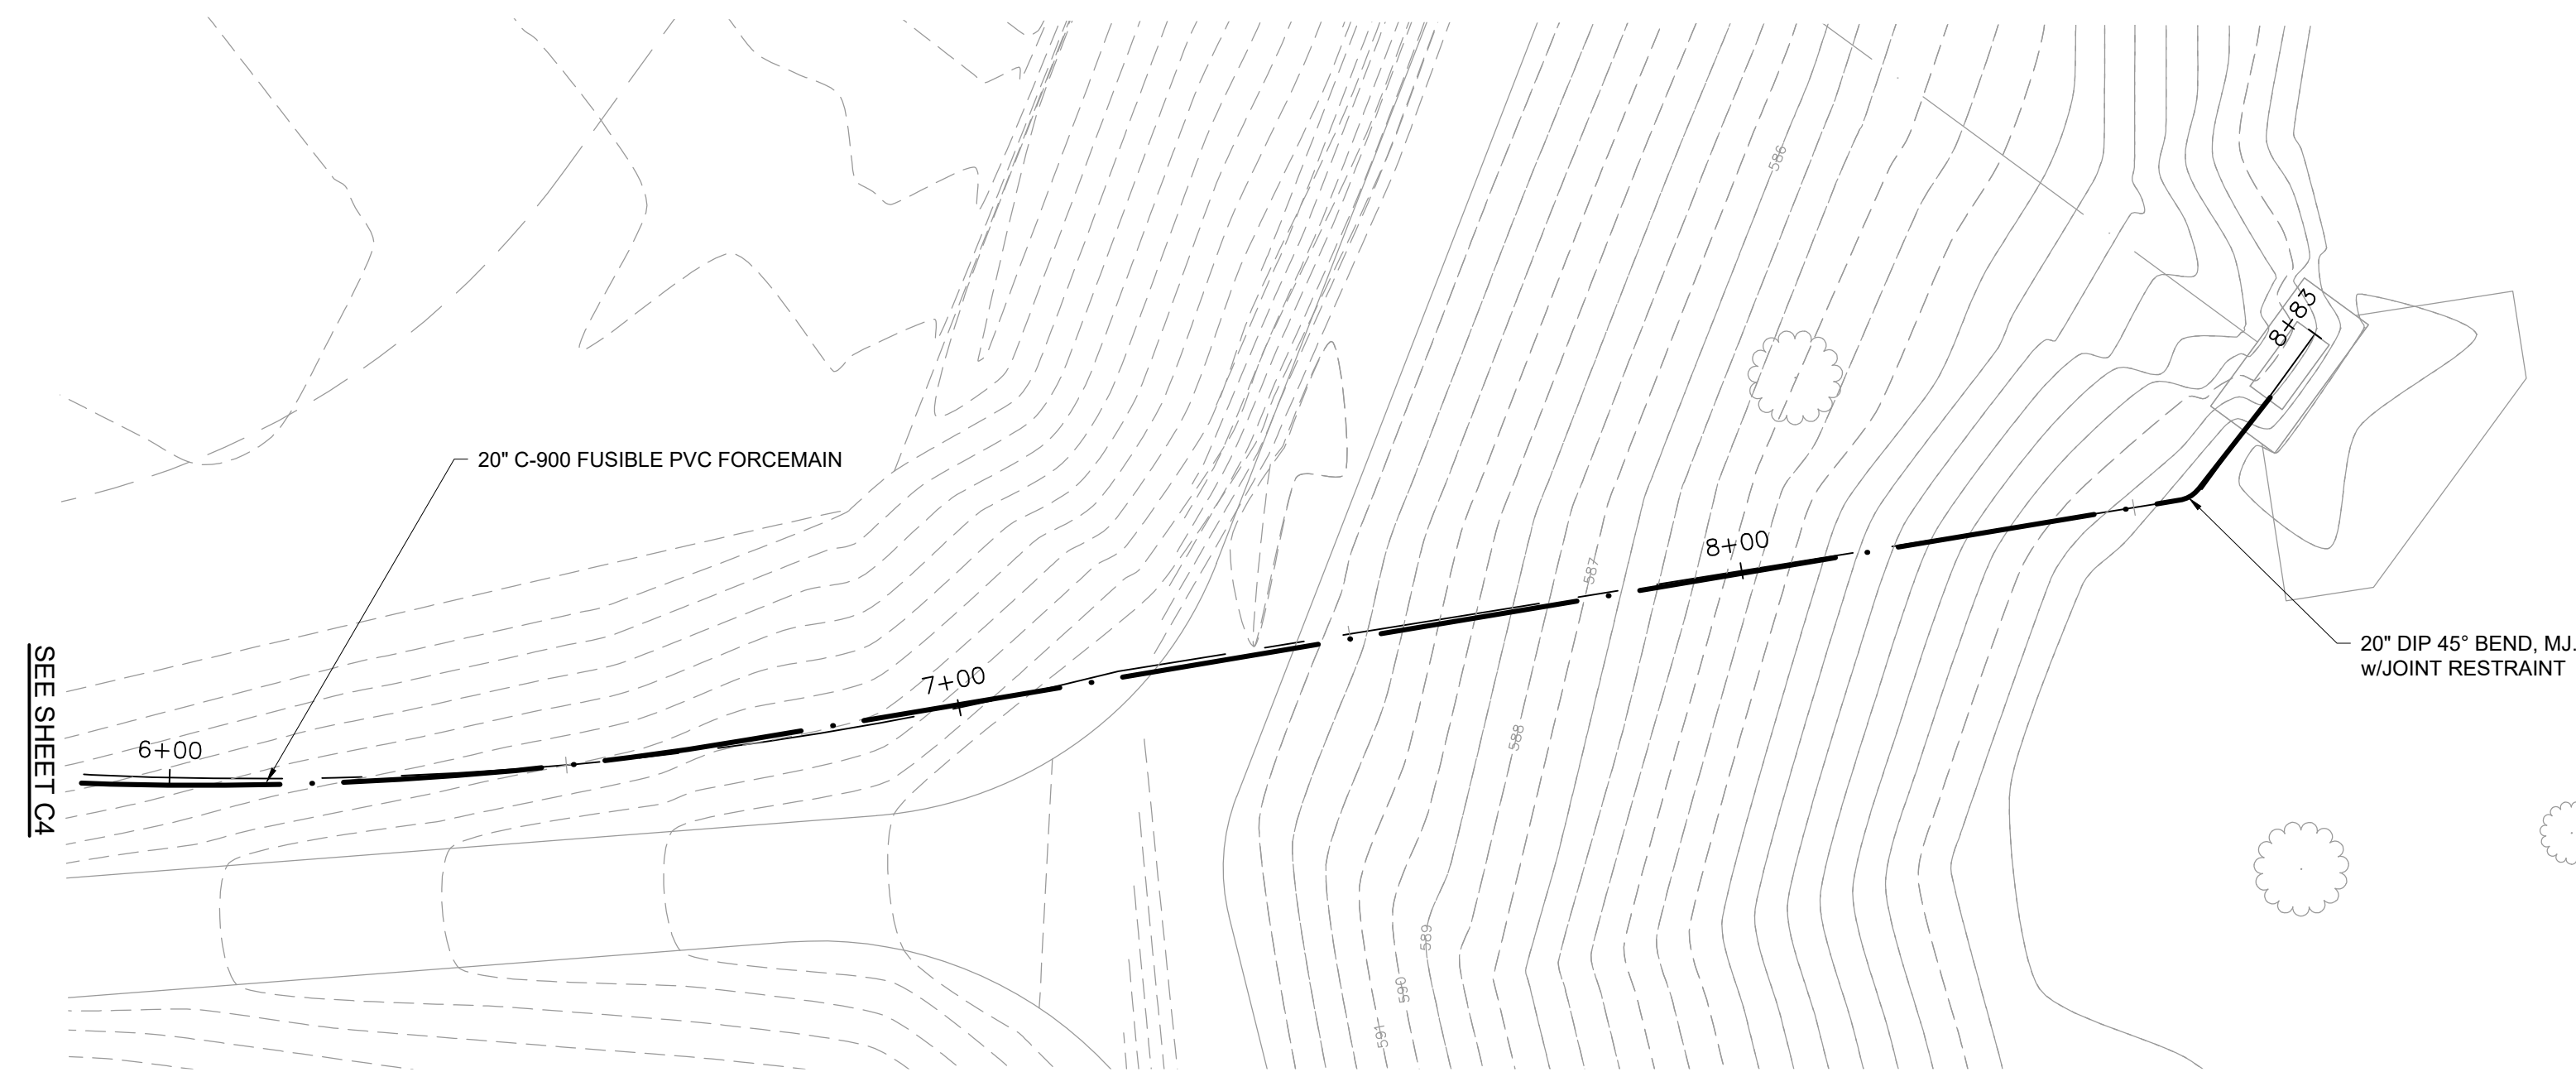 586
8+83
20" C-900 FUSIBLE PVC FORCEMAIN
8+00
587
SEE SHEET C4
20" DIP 45° BEND, MJ.
w/JOINT RESTRAINT
7+00
6+00
588
589
590
591